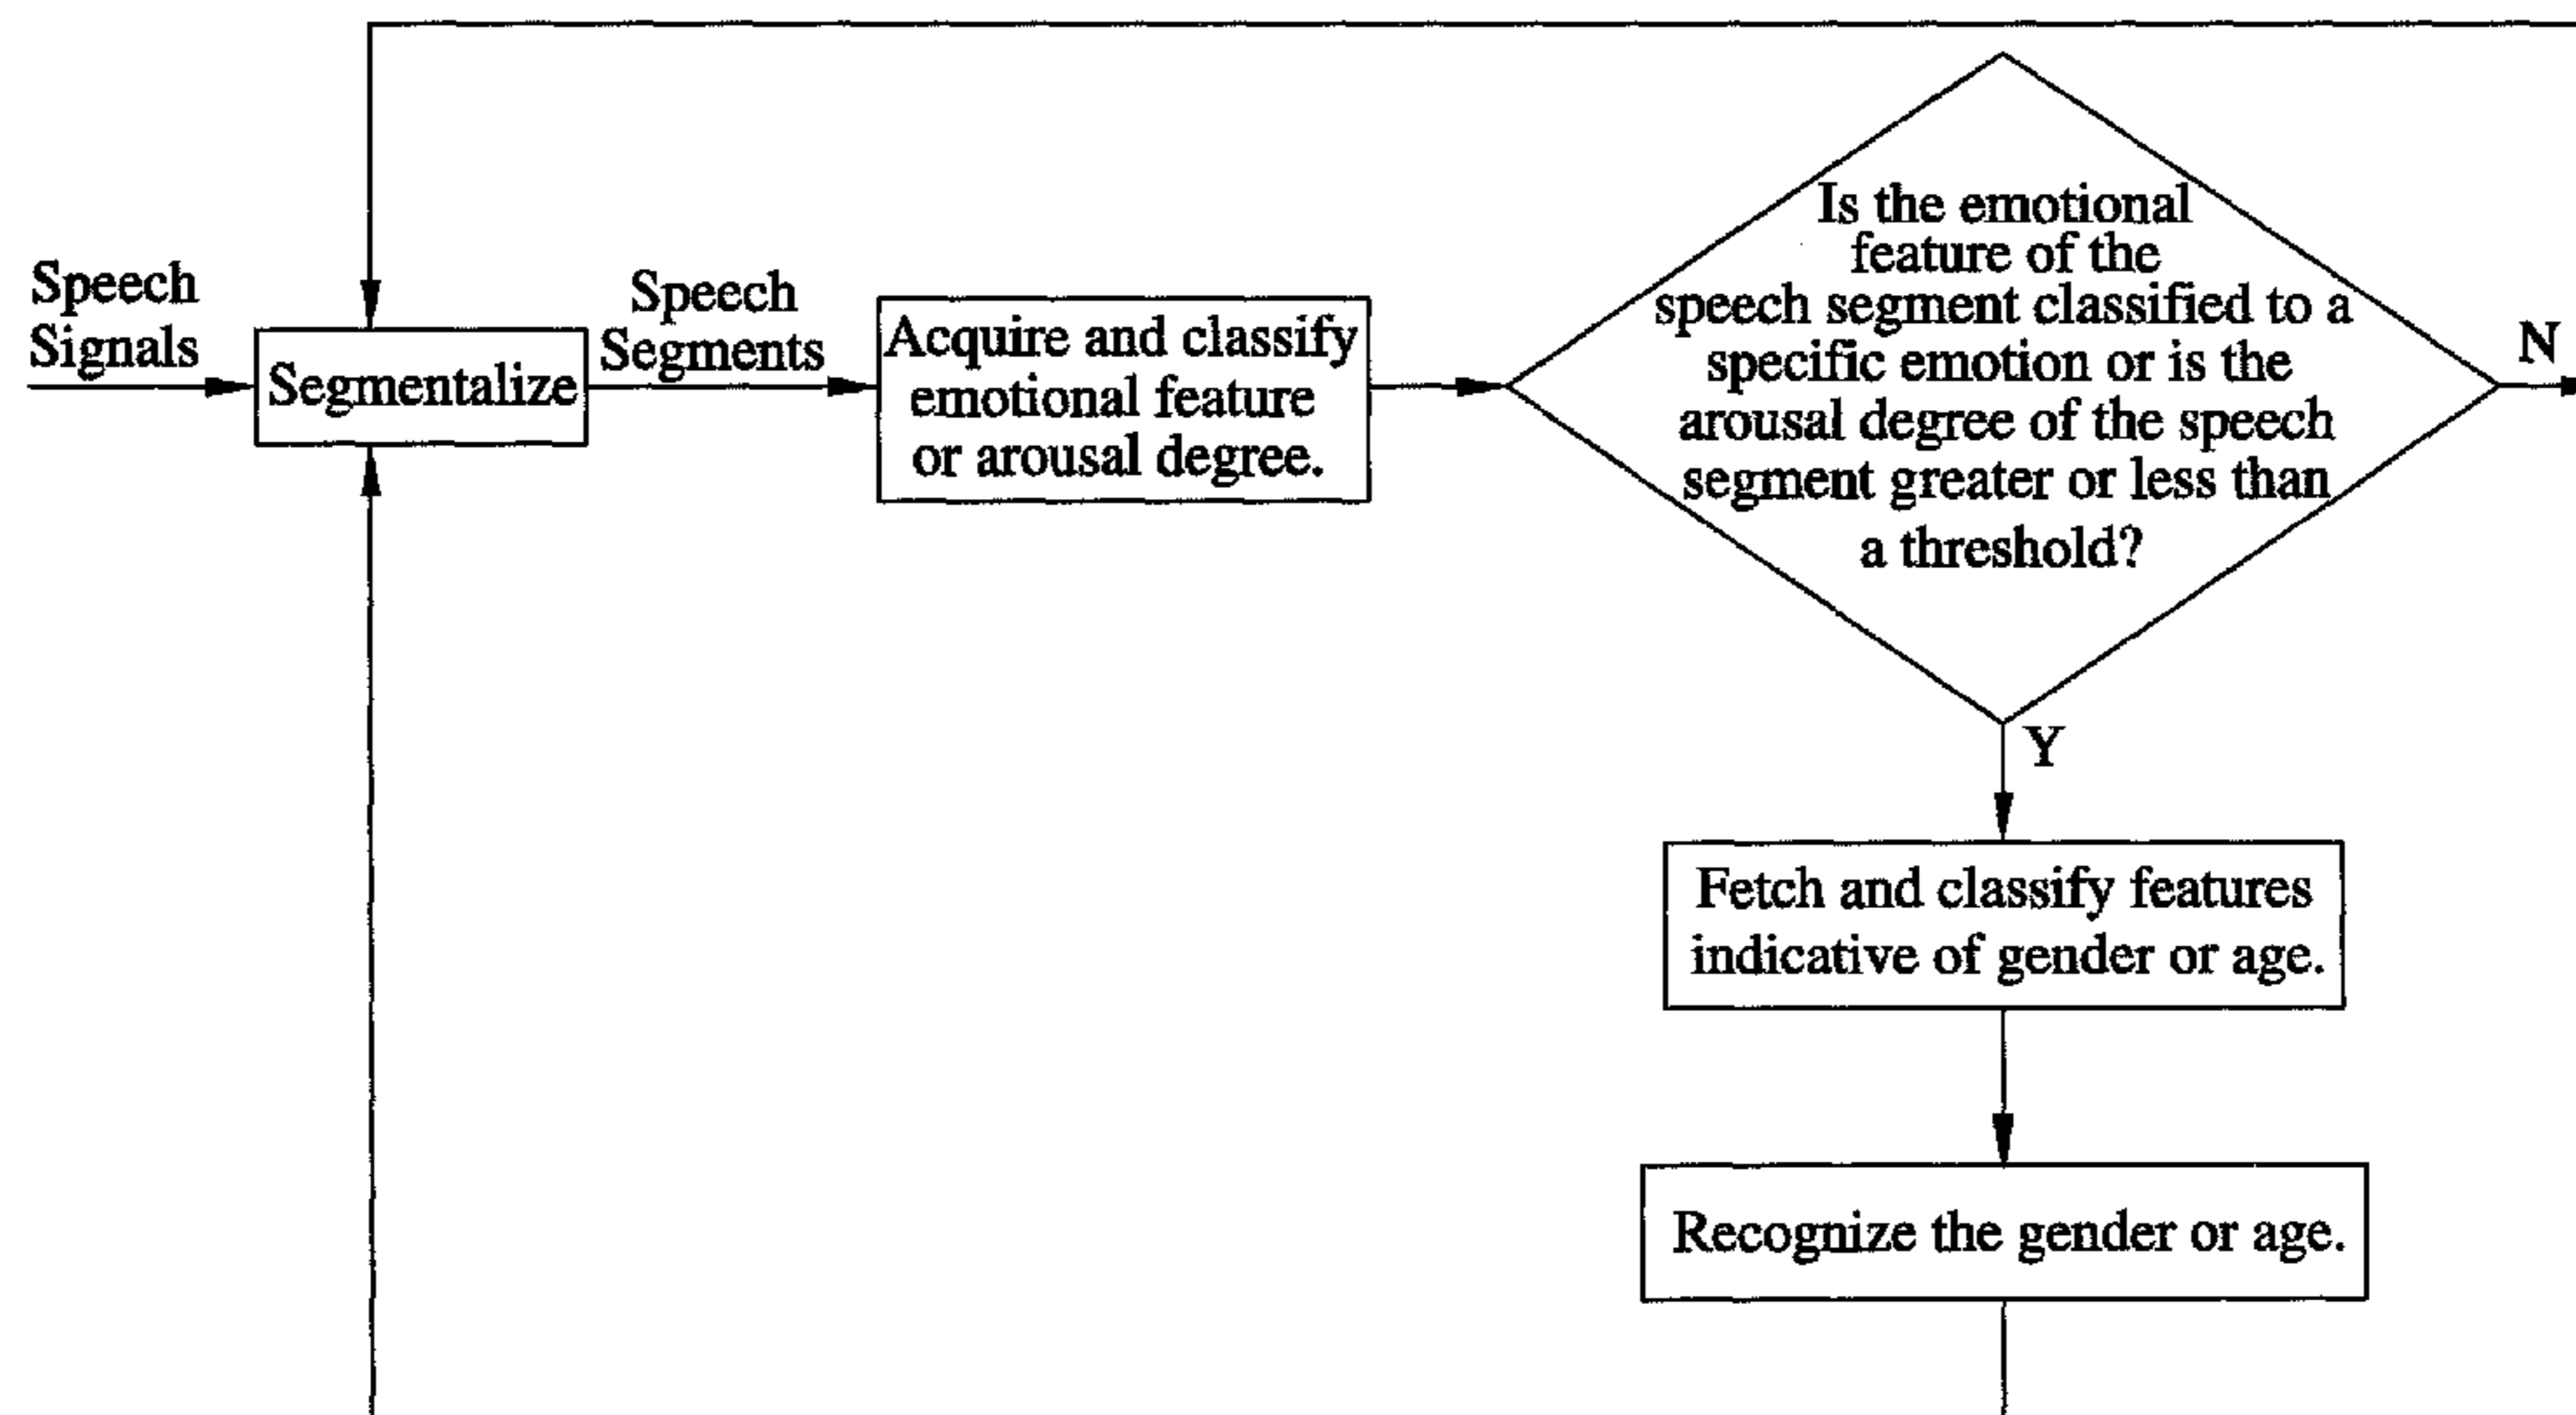 Speech
Signals
Segmentalize
Speech
Segments
Acquire and classify
emotional feature
or arousal degree.
Is the emotional
feature of the
speech segment classified to a
specific emotion or is the
arousal degree of the speech
segment greater or less than
a threshold?
N
Y
Fetch and classify features
indicative of gender or age.
Recognize the gender or age.